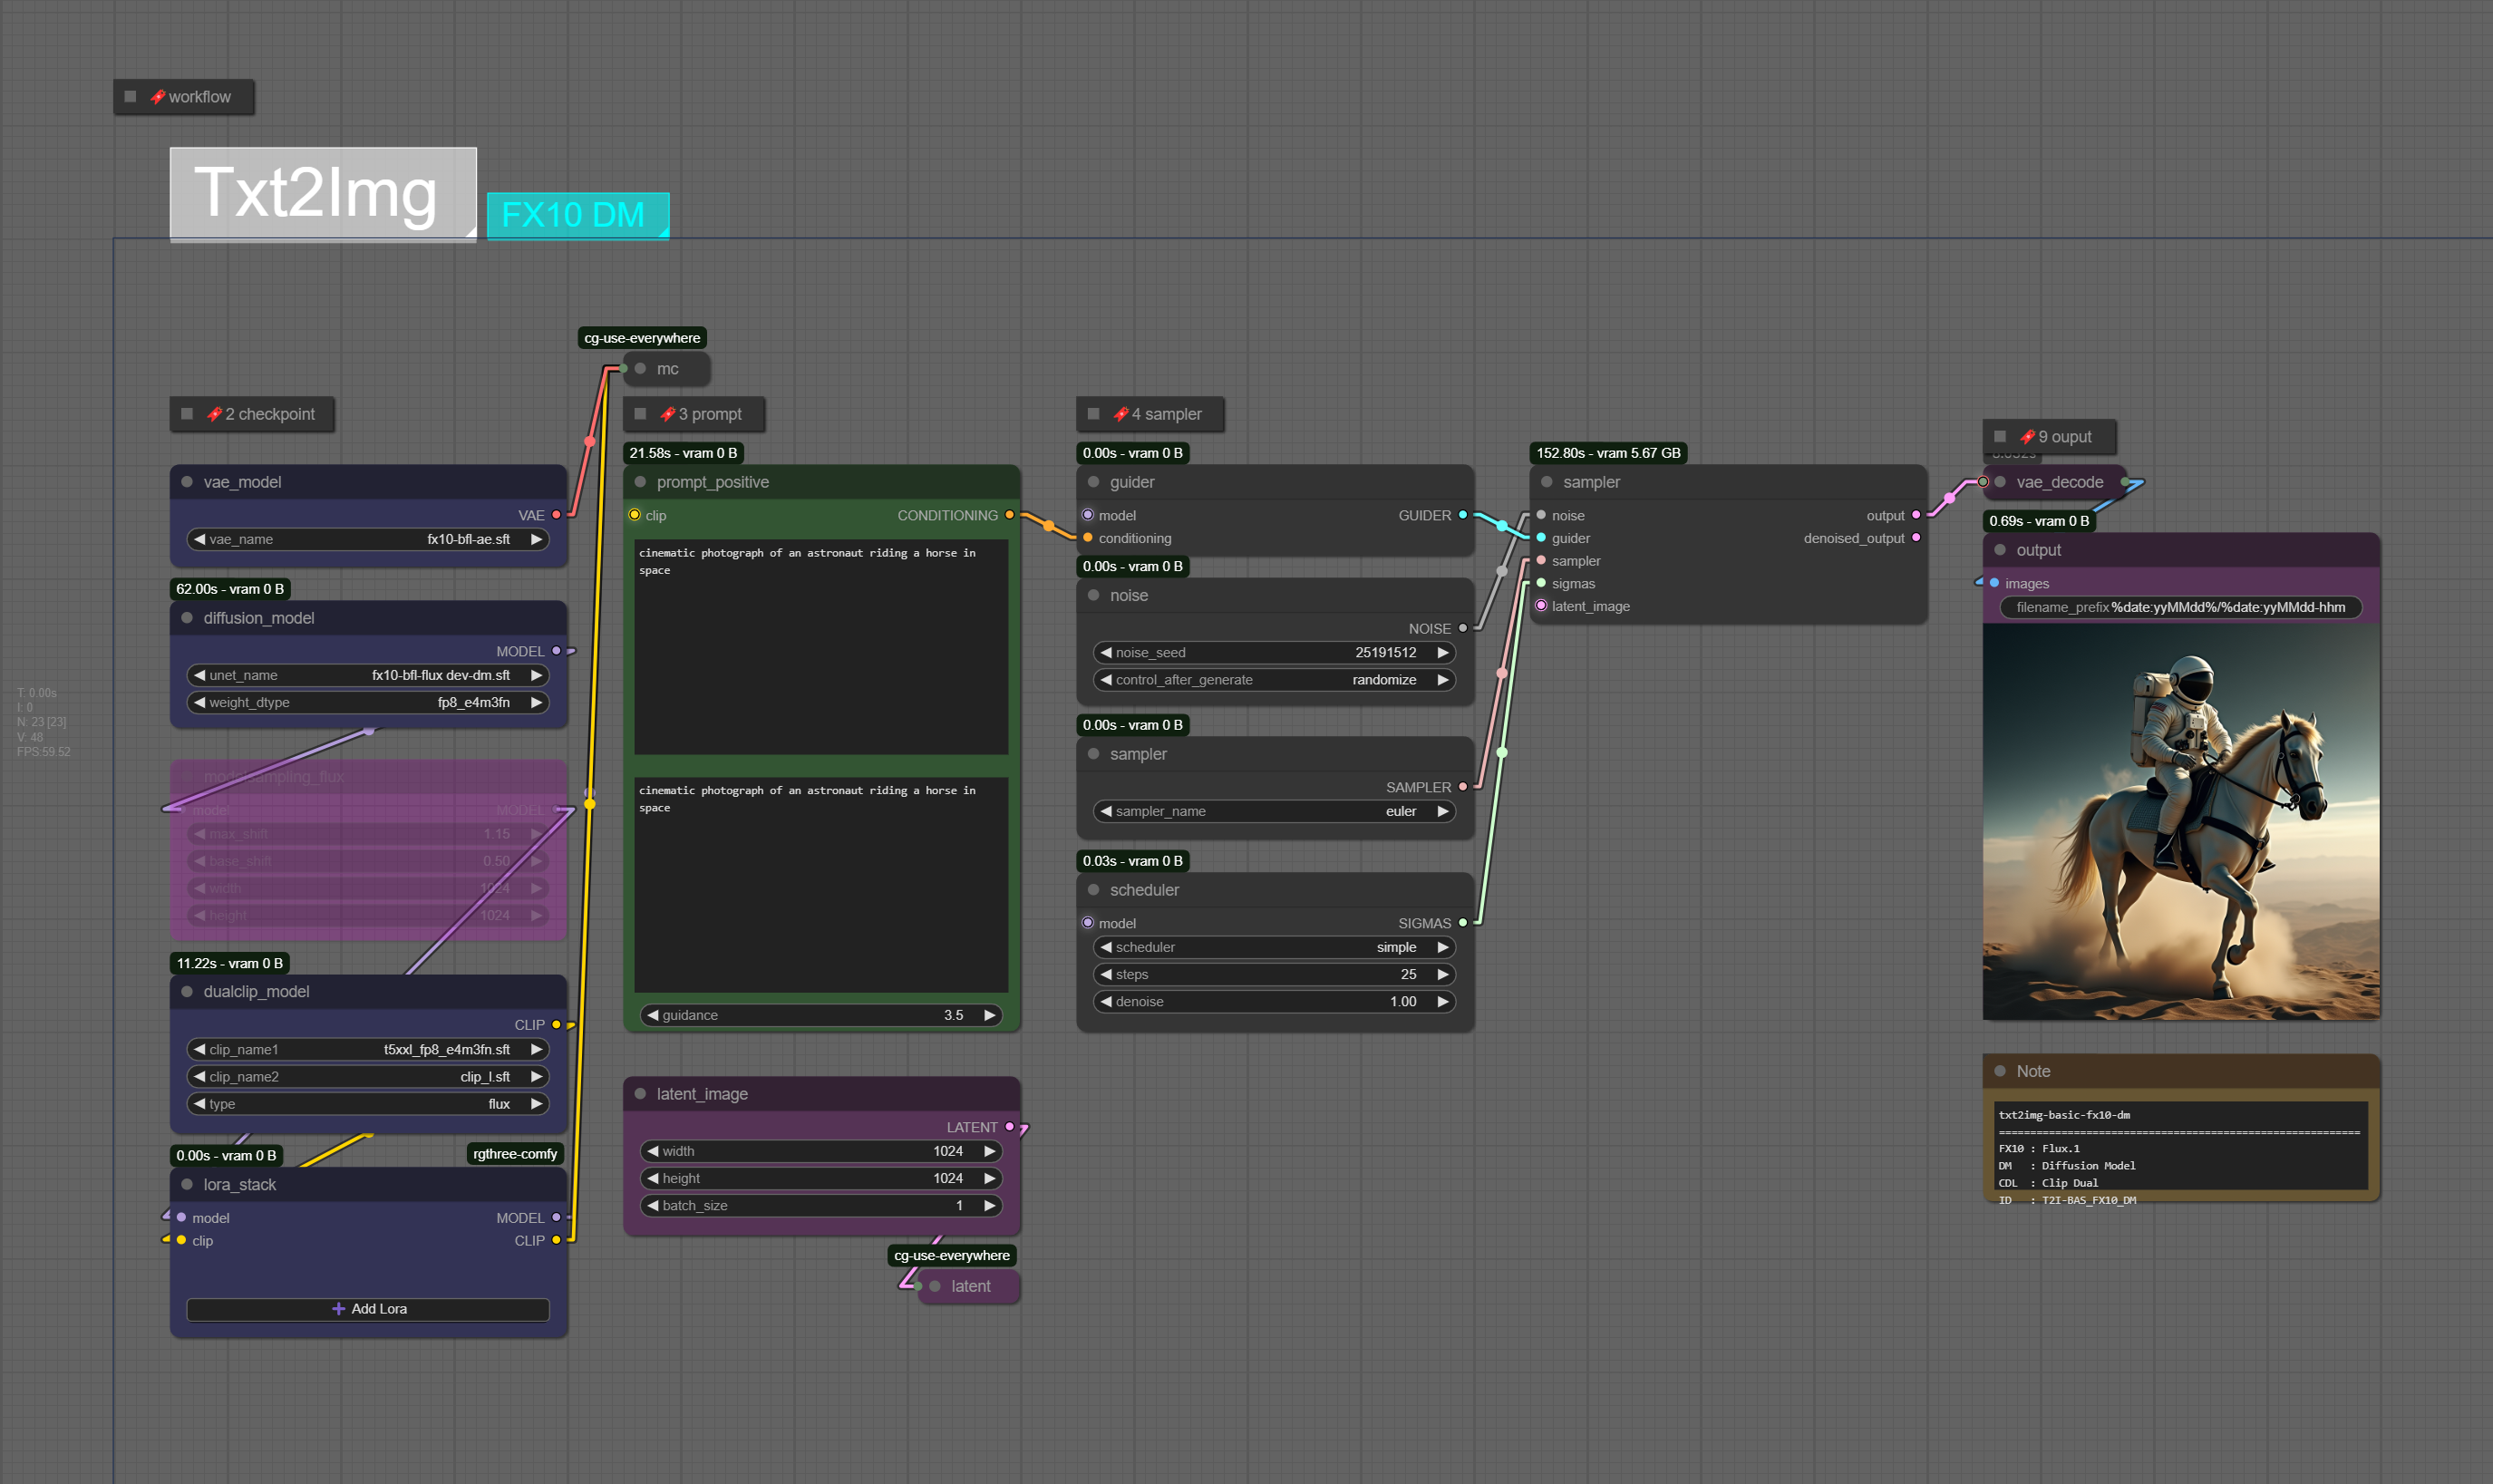 workflow
Txt2Img
FX10 DM
cg-use-everywhere
mc
2 checkpoint
3 prompt
4 sampler
9 ouput
vae_model
VAE
vae_name fx10-bfl-ae.sft
62.00s - vram 0 B
diffusion_model
MODEL
unet_name fx10-bfl-flux dev-dm.sft
weight_dtype fp8_e4m3fn
T: 0.00s
I: 0
N: 23 [23]
V: 48
FPS:59.52
model MODEL
max_shift 1.15
base_shift 0.50
width 1024
height 1024
11.22s - vram 0 B
dualclip_model
CLIP
clip_name1 t5xxl_fp8_e4m3fn.sft
clip_name2 clip_l.sft
type flux
0.00s - vram 0 B
rgthree-comfy
lora_stack
model MODEL
clip CLIP
Add Lora
21.58s - vram 0 B
prompt_positive
clip CONDITIONING
cinematic photograph of an astronaut riding a horse in
space
cinematic photograph of an astronaut riding a horse in
space
guidance 3.5
latent_image
LATENT
width 1024
height 1024
batch_size 1
cg-use-everywhere
latent
0.00s - vram 0 B
guider
model GUIDER
conditioning
0.00s - vram 0 B
noise
NOISE
noise_seed 25191512
control_after_generate randomize
0.00s - vram 0 B
sampler
SAMPLER
sampler_name euler
0.03s - vram 0 B
scheduler
model SIGMAS
scheduler simple
steps 25
denoise 1.00
152.80s - vram 5.67 GB
sampler
noise output
guider denoised_output
sampler
sigmas
latent_image
vae_decode
0.69s - vram 0 B
output
images
filename_prefix %date:yyMMdd%/%date:yyMMdd-hhm
Note
txt2img-basic-fx10-dm
=========================================================
FX10 : Flux.1
DM : Diffusion Model
CDL : Clip Dual
ID : T2I-BAS_FX10_DM